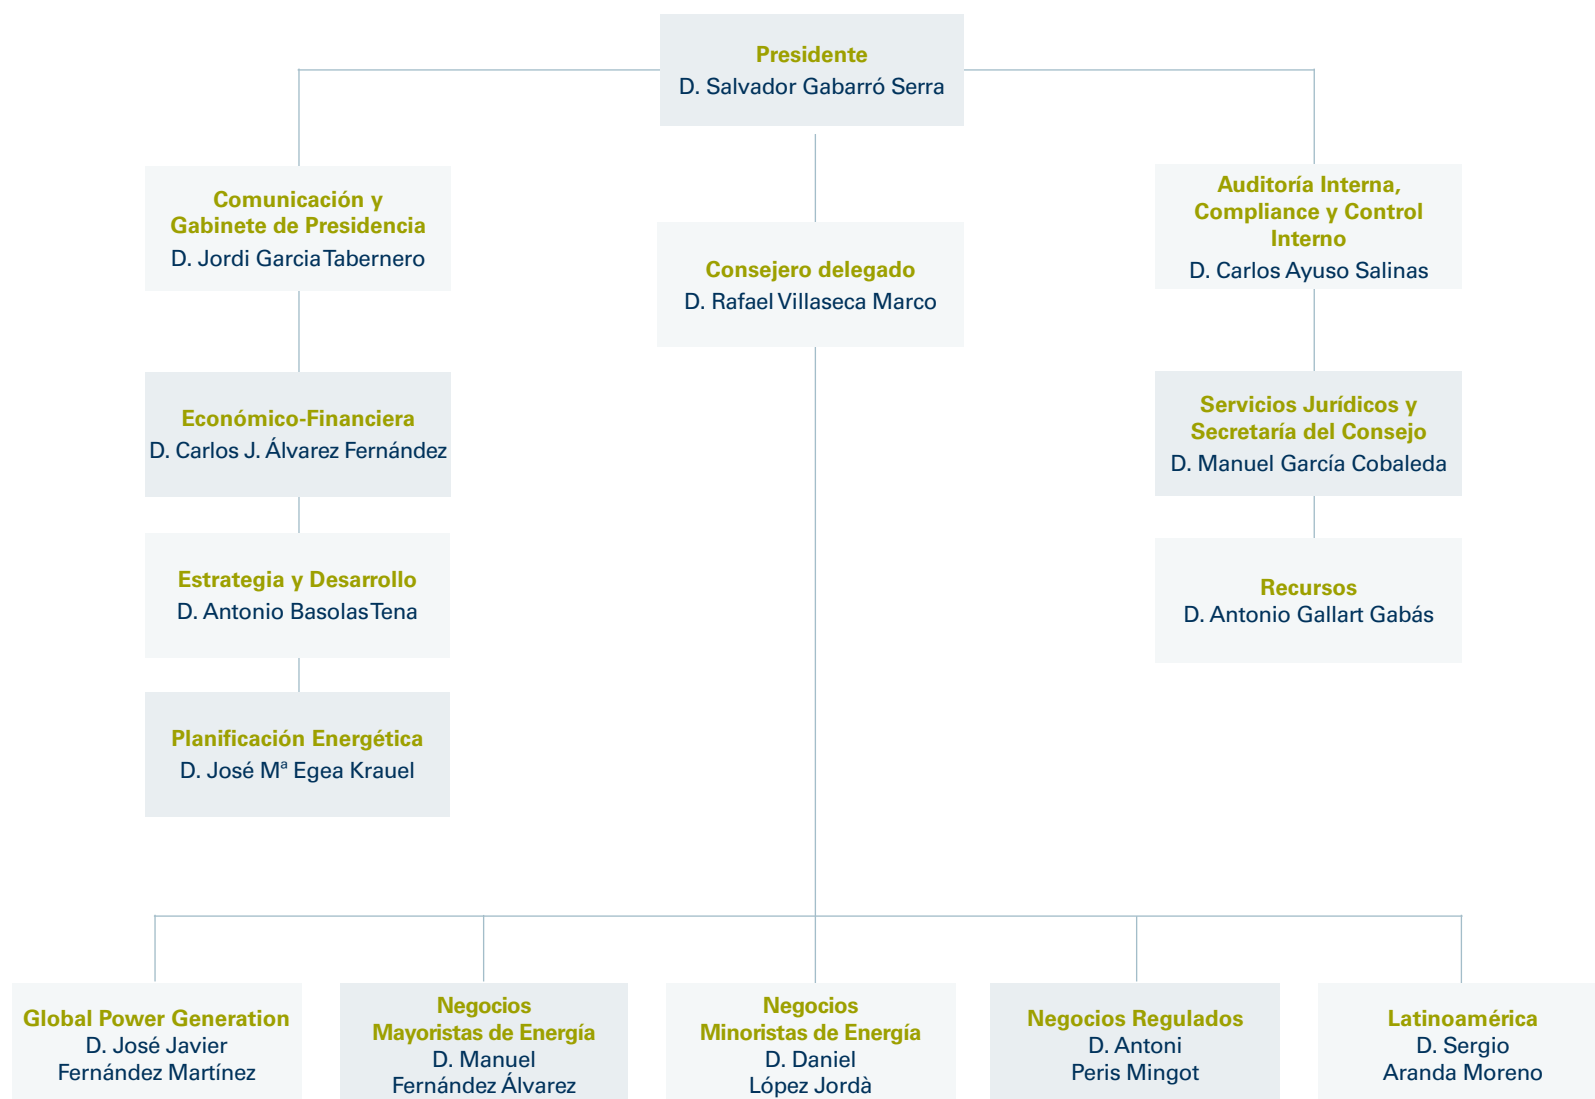 Presidente
D. Salvador Gabarró Serra
Comunicación y
Gabinete de Presidencia
D. Jordi Garcia Tabernero
Consejero delegado
D. Rafael Villaseca Marco
Auditoría Interna,
Compliance y Control
Interno
D. Carlos Ayuso Salinas
Económico-Financiera
D. Carlos J. Álvarez Fernández
Servicios Jurídicos y
Secretaría del Consejo
D. Manuel García Cobaleda
Estrategia y Desarrollo
D. Antonio Basolas Tena
Recursos
D. Antonio Gallart Gabás
Planificación Energética
D. José Mª Egea Krauel
Global Power Generation
D. José Javier
Fernández Martínez
Negocios
Mayoristas de Energía
D. Manuel
Fernández Álvarez
Negocios
Minoristas de Energía
D. Daniel
López Jordà
Negocios Regulados
D. Antoni
Peris Mingot
Latinoamérica
D. Sergio
Aranda Moreno